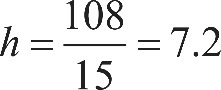 h = 108/15 = 7.2